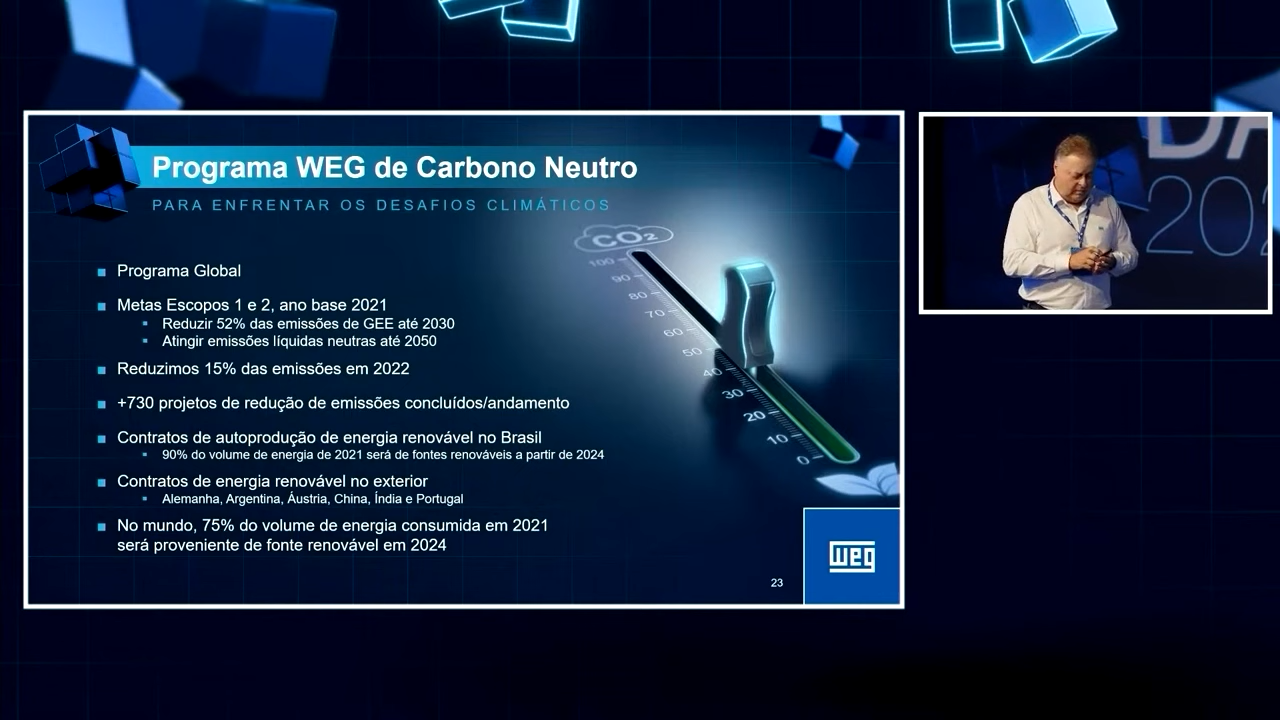 Programa WEG de Carbono Neutro
PARA ENFRENTAR OS DESAFIOS CLIMÁTICOS
CO₂
100
90
80
70
60
50
40
30
20
10
0
Programa Global
Metas Escopos 1 e 2, ano base 2021
Reduzir 52% das emissões de GEE até 2030
Atingir emissões líquidas neutras até 2050
Reduzimos 15% das emissões em 2022
+730 projetos de redução de emissões concluídos/andamento
Contratos de autoprodução de energia renovável no Brasil
90% do volume de energia de 2021 será de fontes renováveis a partir de 2024
Contratos de energia renovável no exterior
Alemanha, Argentina, Áustria, China, Índia e Portugal
No mundo, 75% do volume de energia consumida em 2021
será proveniente de fonte renovável em 2024
23
weg
DA
202